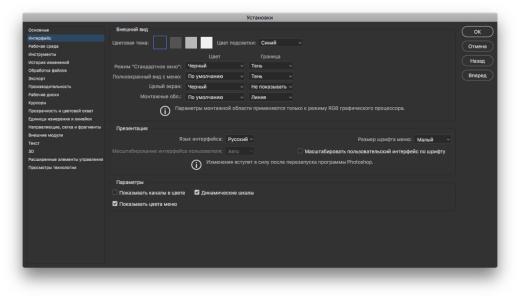 Установки
Основные
Интерфейс
Рабочая среда
Инструменты
История изменений
Обработка файлов
Экспорт
Производительность
Рабочие диски
Курсоры
Прозрачность и цветовой охват
Единица измерения и линейки
Направляющие, сетка и фрагменты
Внешние модули
Текст
3D
Расширенные элементы управления
Просмотры технологии
Внешний вид
Цветовая тема:
Цвет подсветки: Синий
Цвет Граница
Режим "Стандартное окно": Черный Тень
Полноэкранный вид с меню: По умолчанию Тень
Целый экран: Черный Не показывать
Монтажные обл.: По умолчанию Линия
Параметры монтажной области применяются только к режиму RGB графического процессора.
Презентация
Язык интерфейса: Русский Размер шрифта меню: Малый
Масштабирование интерфейса пользователя: Авто Масштабировать пользовательский интерфейс по шрифту
Изменения вступят в силу после перезапуска программы Photoshop.
Параметры
Показывать каналы в цвете Динамические шкалы
Показывать цвета меню
ОК
Отмена
Назад
Вперед